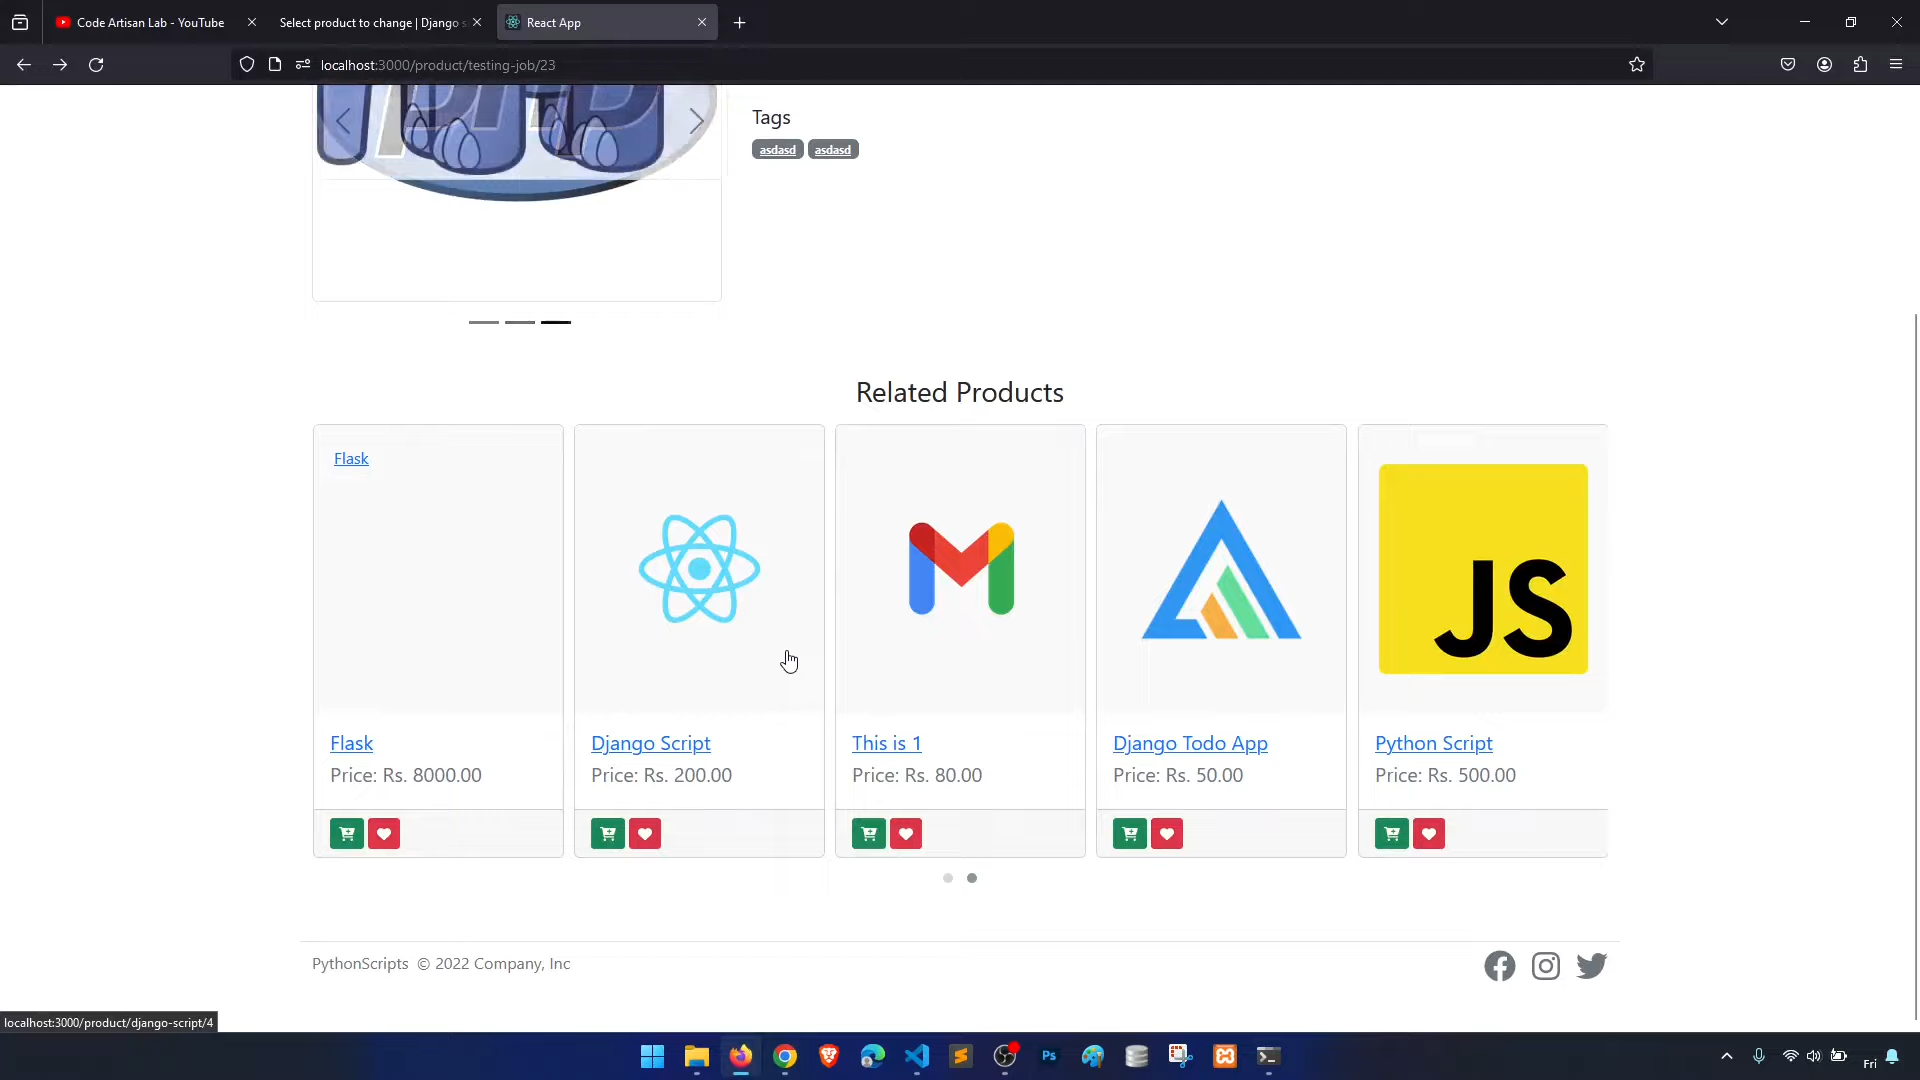 Code Artisan Lab - YouTube
Select product to change | Django s
React App
localhost:3000/product/testing-job/23
Tags
asdasd asdasd
Related Products
Flask
JS
Flask
Price: Rs. 8000.00
Django Script
Price: Rs. 200.00
This is 1
Price: Rs. 80.00
Django Todo App
Price: Rs. 50.00
Python Script
Price: Rs. 500.00
PythonScripts © 2022 Company, Inc
localhost:3000/product/django-script/4
Ps
Fri